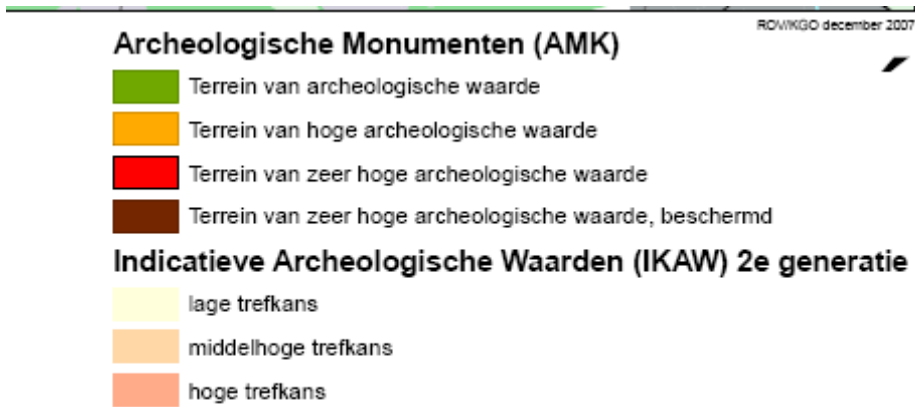 ROV/KGO december 2007
Archeologische Monumenten (AMK)
Terrein van archeologische waarde
Terrein van hoge archeologische waarde
Terrein van zeer hoge archeologische waarde
Terrein van zeer hoge archeologische waarde, beschermd
Indicatieve Archeologische Waarden (IKAW) 2e generatie
lage trefkans
middelhoge trefkans
hoge trefkans